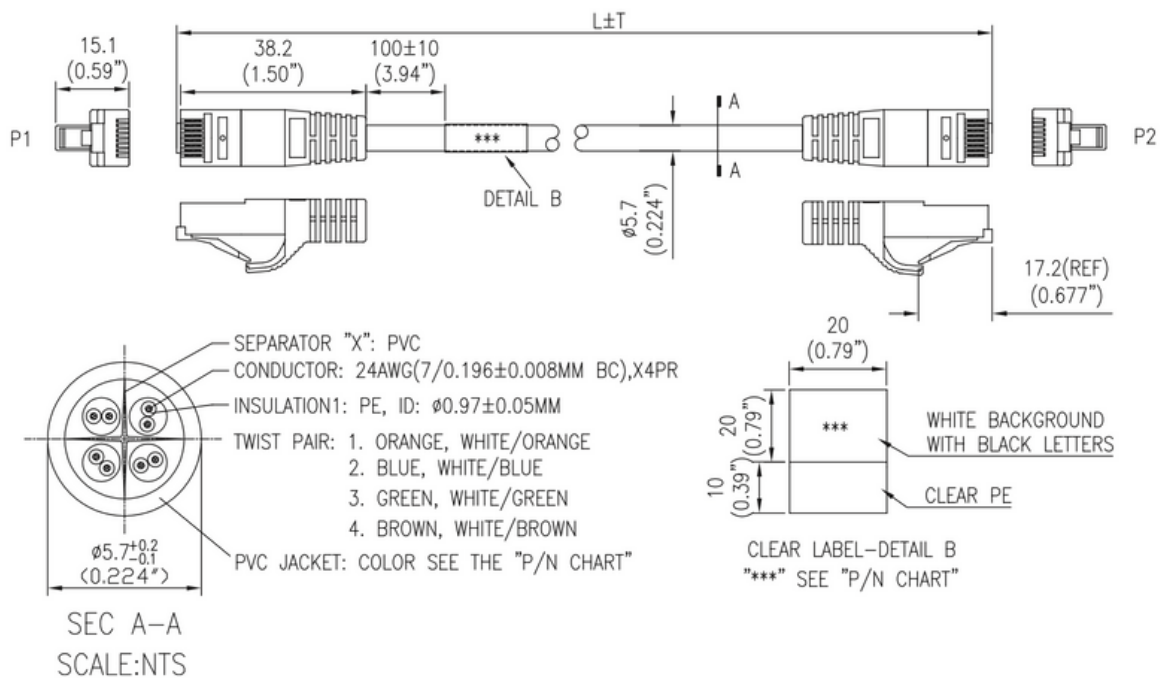 L±T
15.1
(0.59")
38.2
(1.50")
100±10
(3.94")
A
P1
***
P2
A
DETAIL B
ø5.7
(0.224")
17.2(REF)
(0.677")
SEPARATOR "X": PVC
CONDUCTOR: 24AWG(7/0.196±0.008MM BC),X4PR
INSULATION1: PE, ID: ø0.97±0.05MM
TWIST PAIR: 1. ORANGE, WHITE/ORANGE
2. BLUE, WHITE/BLUE
3. GREEN, WHITE/GREEN
4. BROWN, WHITE/BROWN
PVC JACKET: COLOR SEE THE "P/N CHART"
ø5.7+0.2
-0.1
(0.224")
SEC A-A
SCALE:NTS
20
(0.79")
20
(0.79")
***
WHITE BACKGROUND
WITH BLACK LETTERS
10
(0.39")
CLEAR PE
CLEAR LABEL-DETAIL B
"***" SEE "P/N CHART"